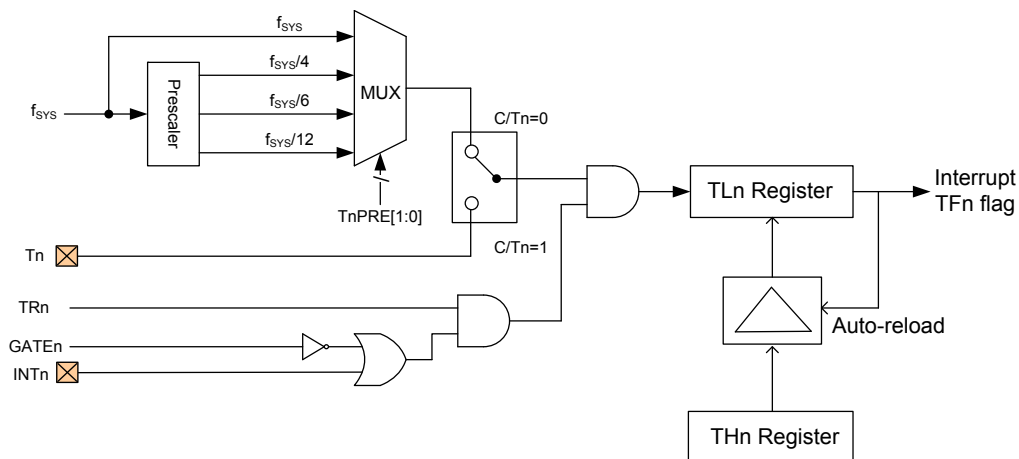 fSYS
fSYS/4
fSYS/6
fSYS/12
fSYS
Prescaler
MUX
TnPRE[1:0]
C/Tn=0
C/Tn=1
Tn
TRn
GATEn
INTn
TLn Register
Interrupt
TFn flag
Auto-reload
THn Register